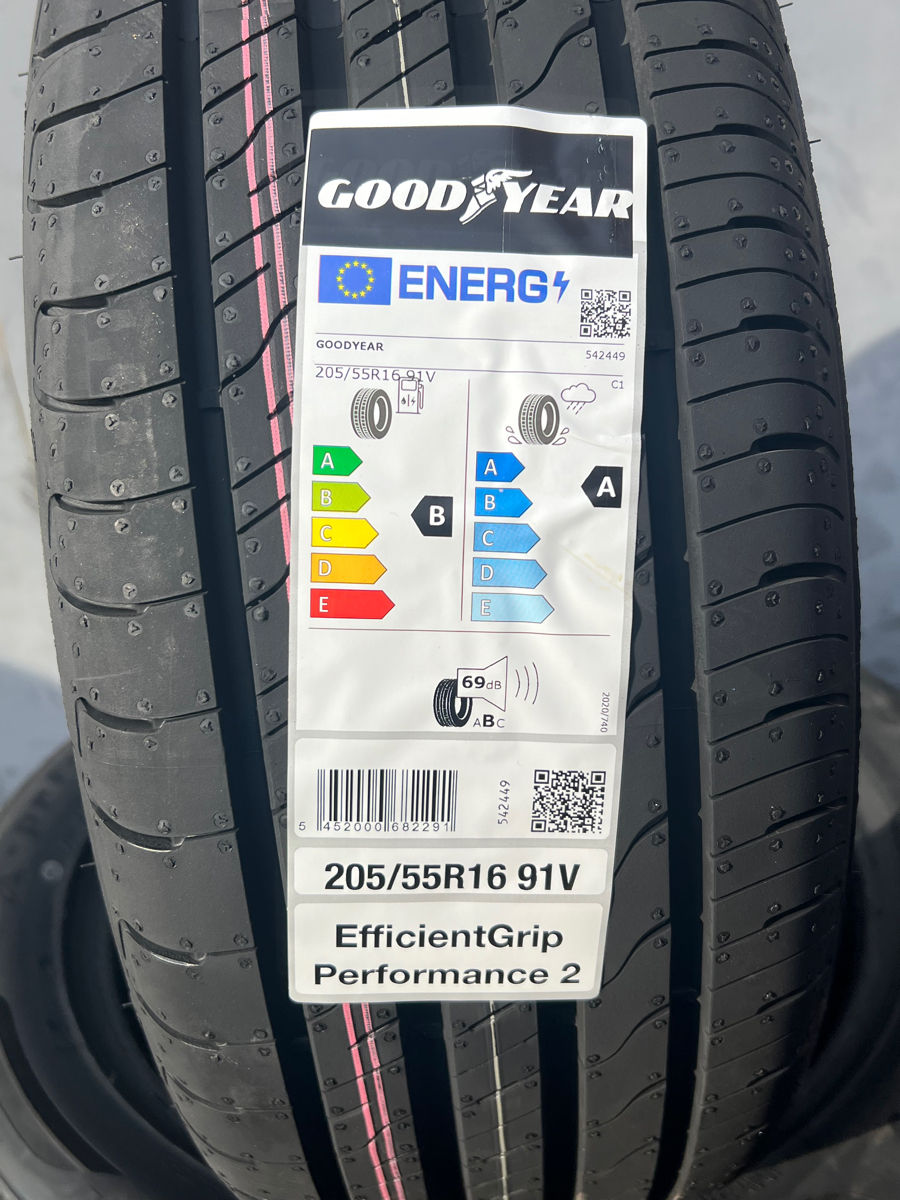 GOODYEAR
ENERG
GOODYEAR
542449
205/55R16 91V
C1
A
A
A
B
B
B
C
C
D
D
E
E
69dB
ABC
2020/740
542449
5 452000 682291
205/55R16 91V
EfficientGrip
Performance 2